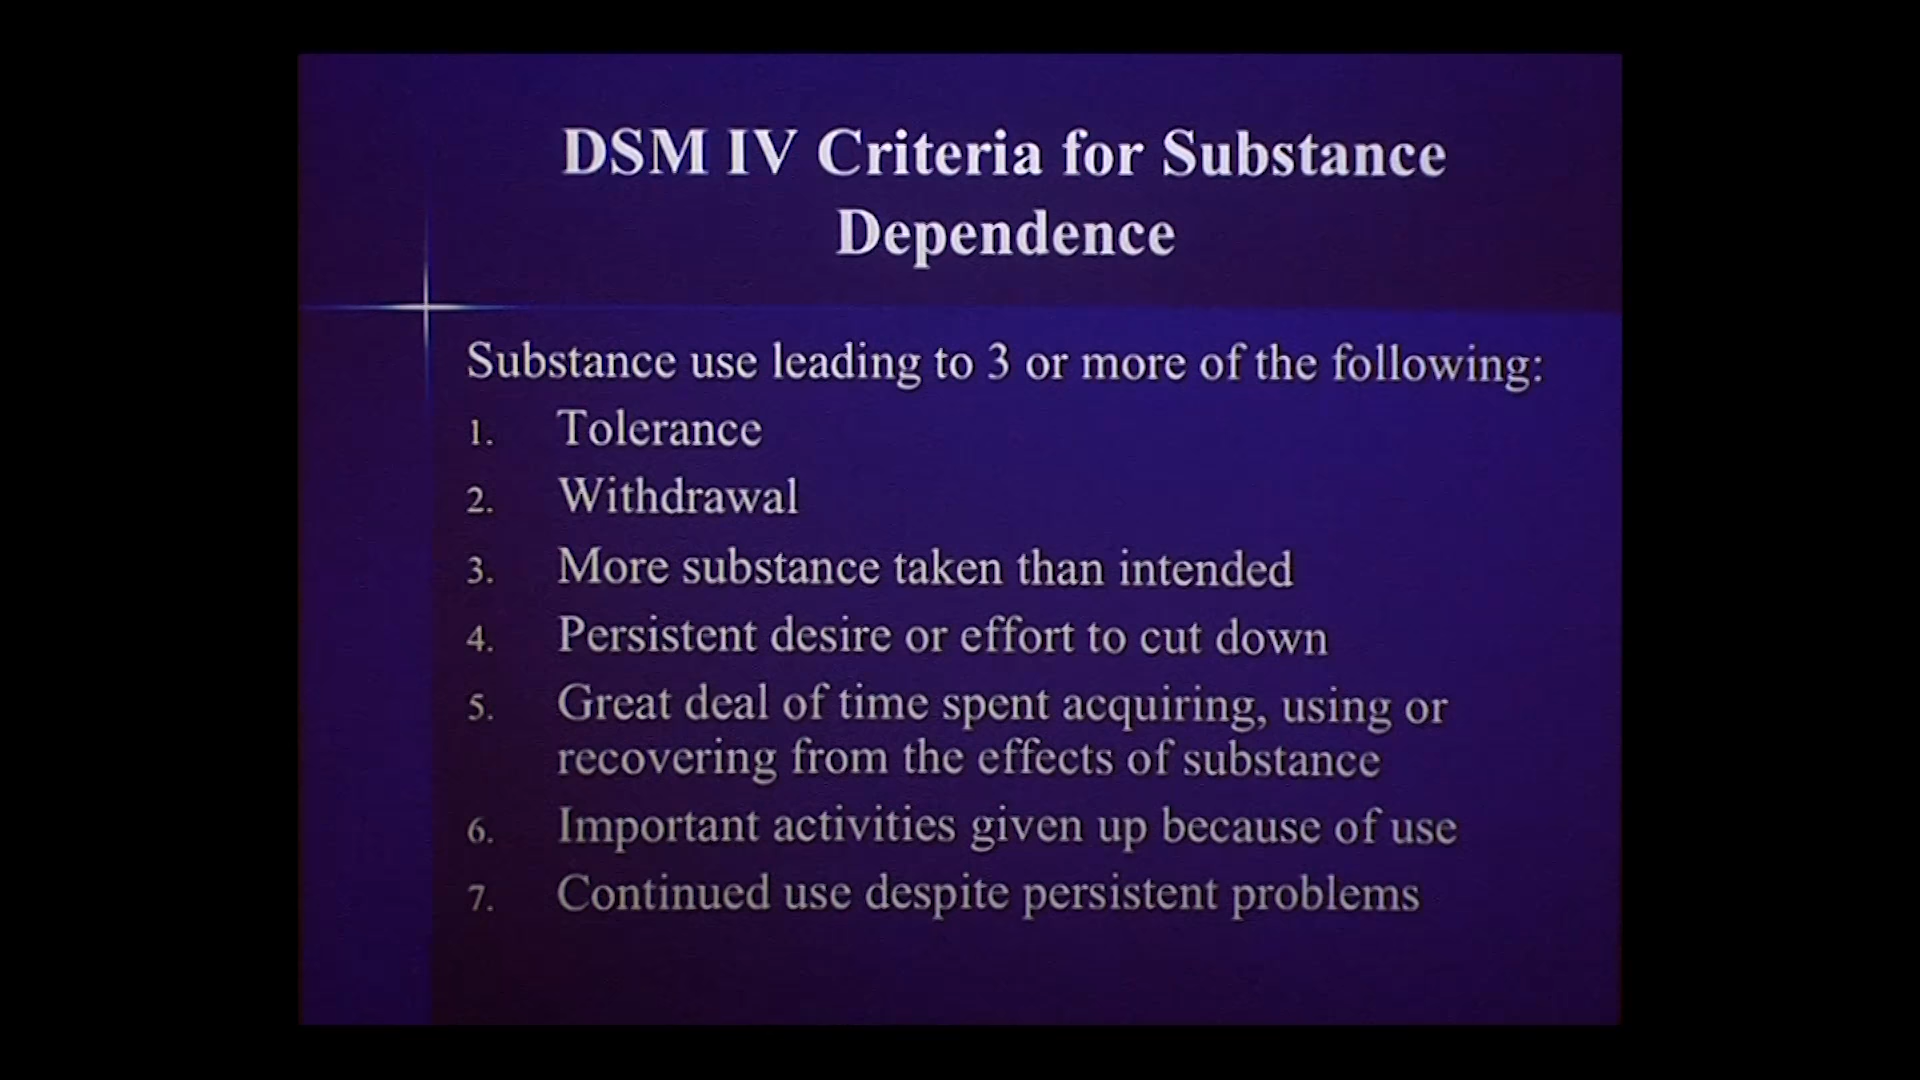 DSM IV Criteria for Substance
Dependence
Substance use leading to 3 or more of the following:
1. Tolerance
2. Withdrawal
3. More substance taken than intended
4. Persistent desire or effort to cut down
5. Great deal of time spent acquiring, using or
recovering from the effects of substance
6. Important activities given up because of use
7. Continued use despite persistent problems